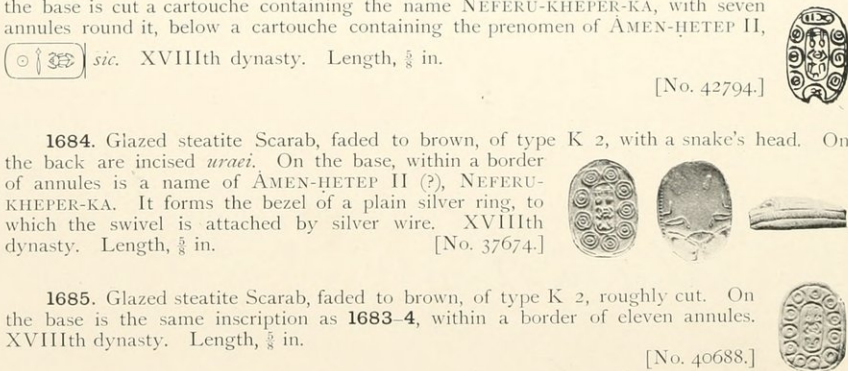 the base is cut a cartouche containing the name NEFERU-KHEPER-KA, with seven
annules round it, below a cartouche containing the prenomen of ȦMEN-ḤETEP II,
sic. XVIIIth dynasty. Length, ⅝ in.
[No. 42794.]
1684. Glazed steatite Scarab, faded to brown, of type K 2, with a snake's head. On
the back are incised uraei. On the base, within a border
of annules is a name of ȦMEN-ḤETEP II (?), NEFERU-
KHEPER-KA. It forms the bezel of a plain silver ring, to
which the swivel is attached by silver wire. XVIIIth
dynasty. Length, ⅝ in. [No. 37674.]
1685. Glazed steatite Scarab, faded to brown, of type K 2, roughly cut. On
the base is the same inscription as 1683–4, within a border of eleven annules.
XVIIIth dynasty. Length, ⅝ in.
[No. 40688.]